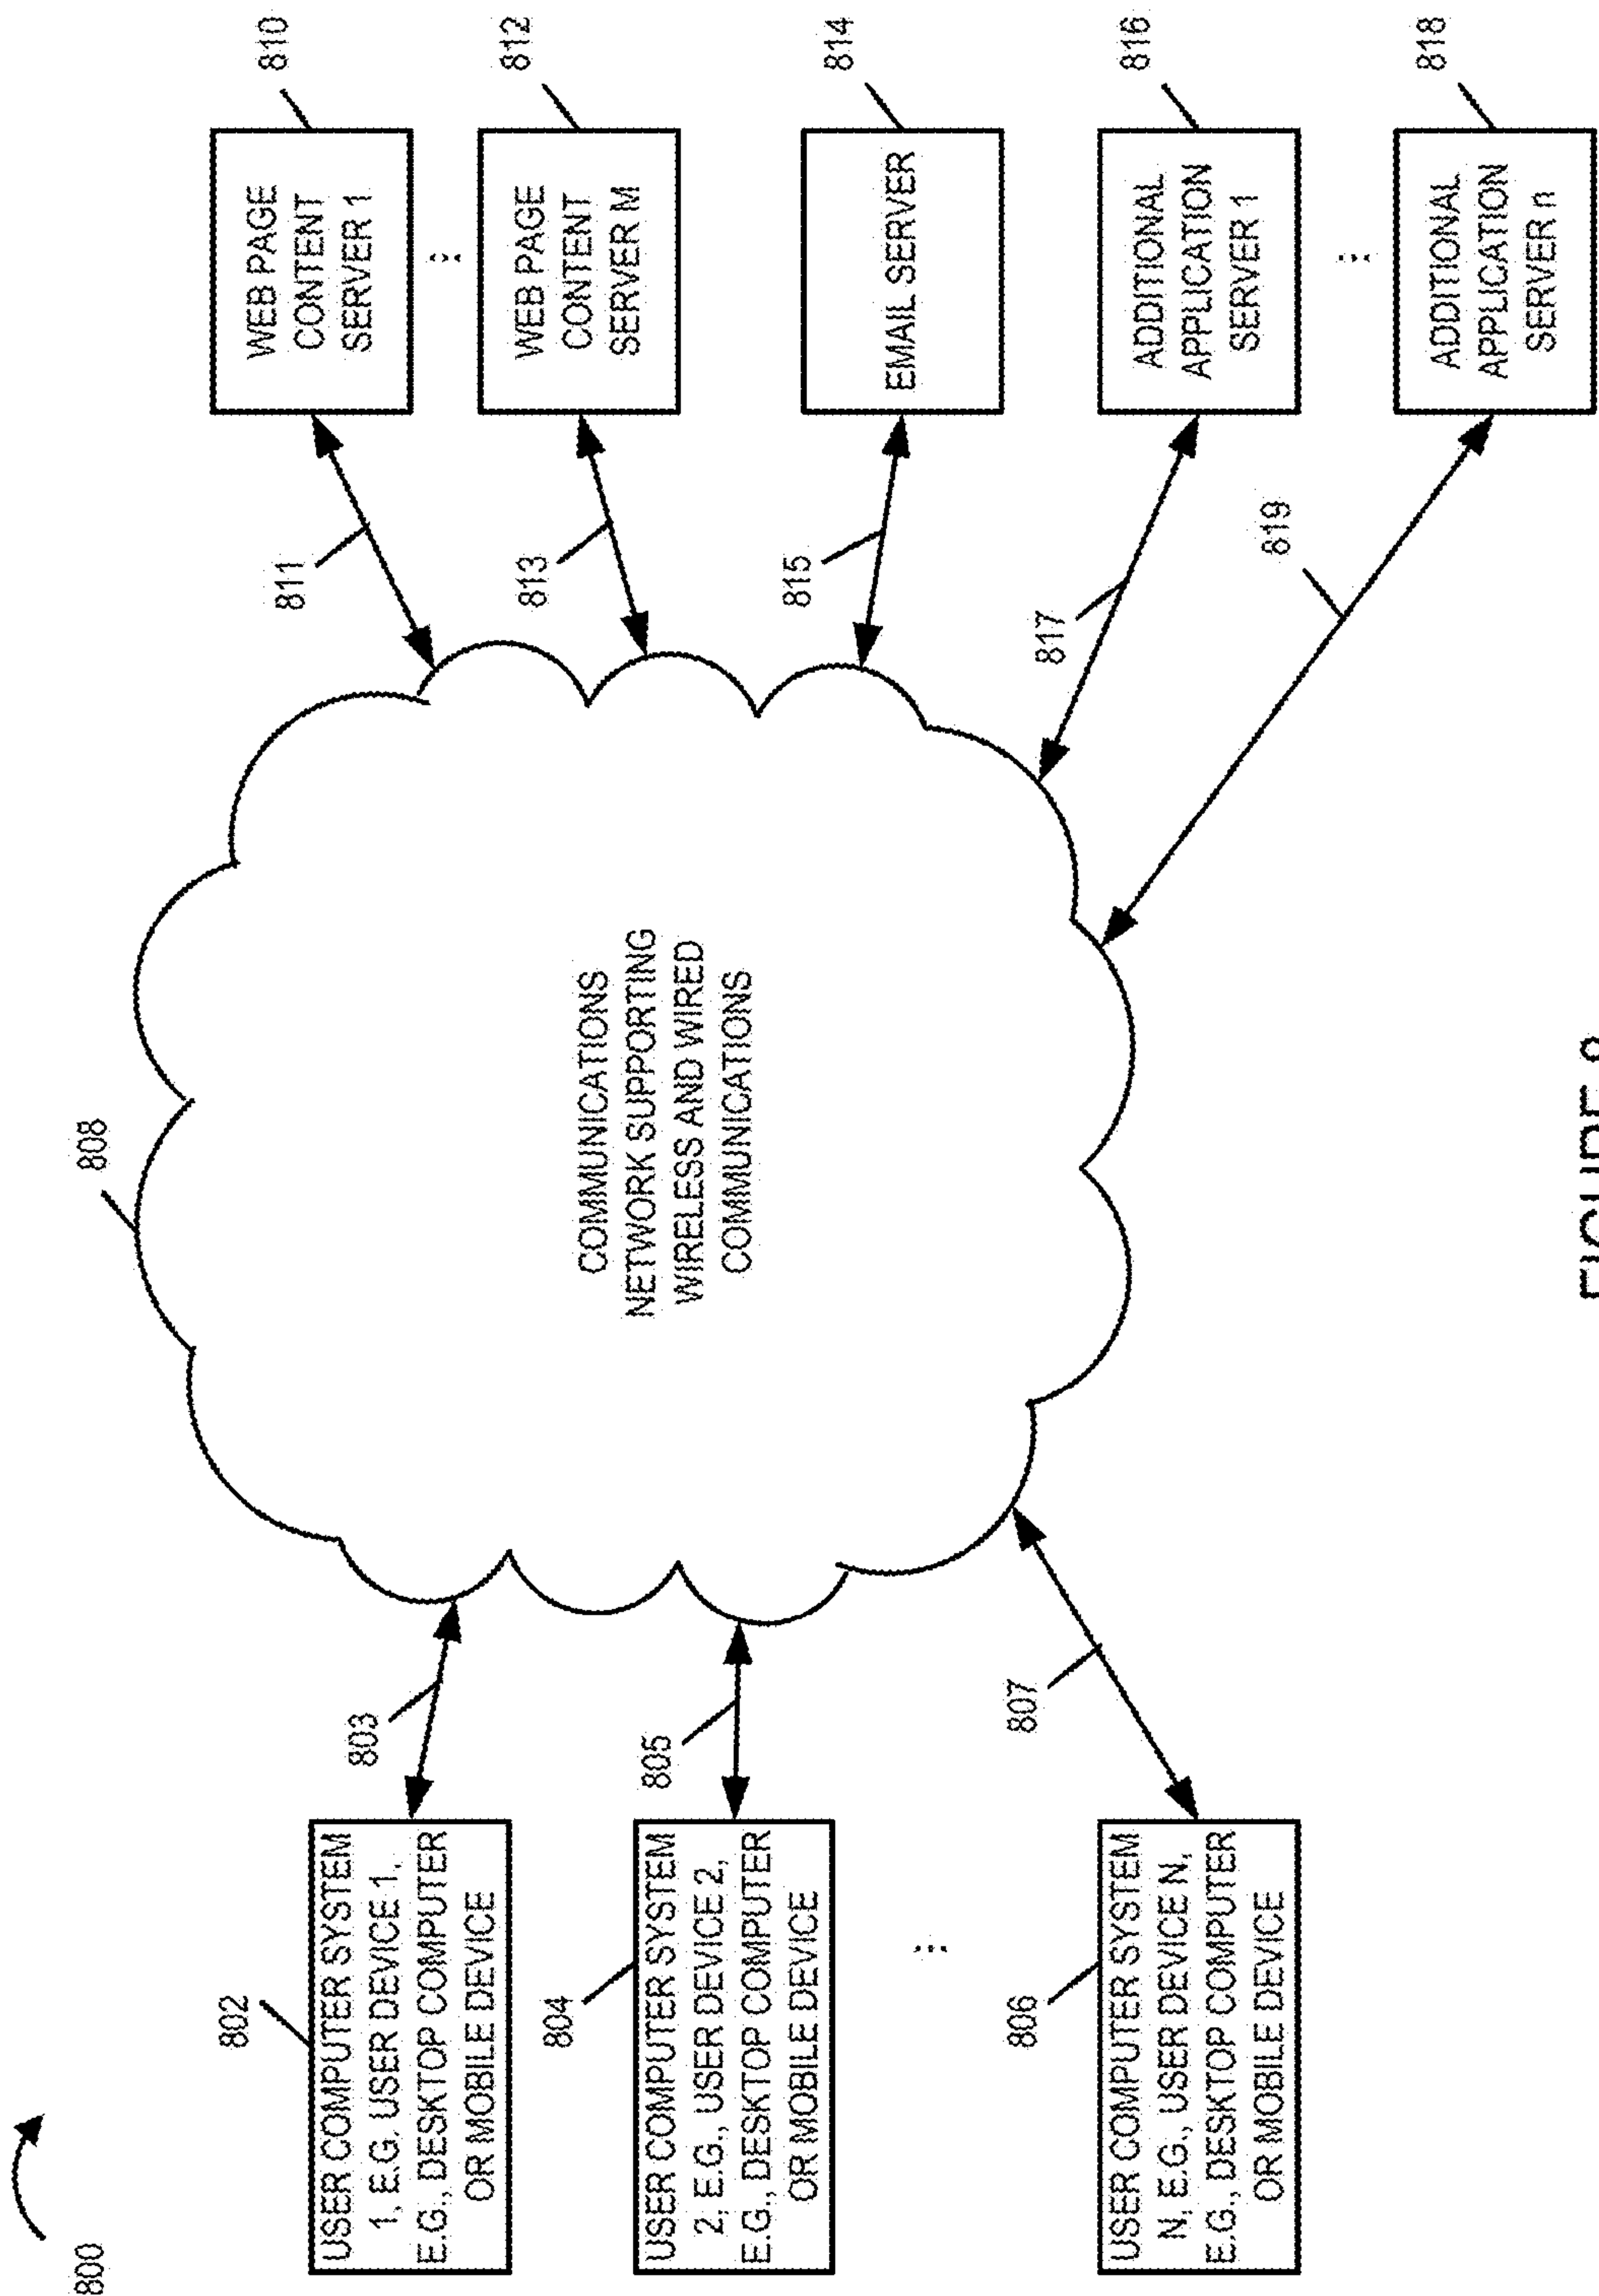 800
802
USER COMPUTER SYSTEM
1, E.G. USER DEVICE 1,
E.G., DESKTOP COMPUTER
OR MOBILE DEVICE
803
804
USER COMPUTER SYSTEM
2, E.G., USER DEVICE 2,
E.G., DESKTOP COMPUTER
OR MOBILE DEVICE
805
...
806
USER COMPUTER SYSTEM
N, E.G., USER DEVICE N,
E.G., DESKTOP COMPUTER
OR MOBILE DEVICE
807
808
COMMUNICATIONS
NETWORK SUPPORTING
WIRELESS AND WIRED
COMMUNICATIONS
811
WEB PAGE
CONTENT
SERVER 1
810
...
813
WEB PAGE
CONTENT
SERVER M
812
815
EMAIL SERVER
814
817
ADDITIONAL
APPLICATION
SERVER 1
816
...
819
ADDITIONAL
APPLICATION
SERVER n
818
FIGURE 8